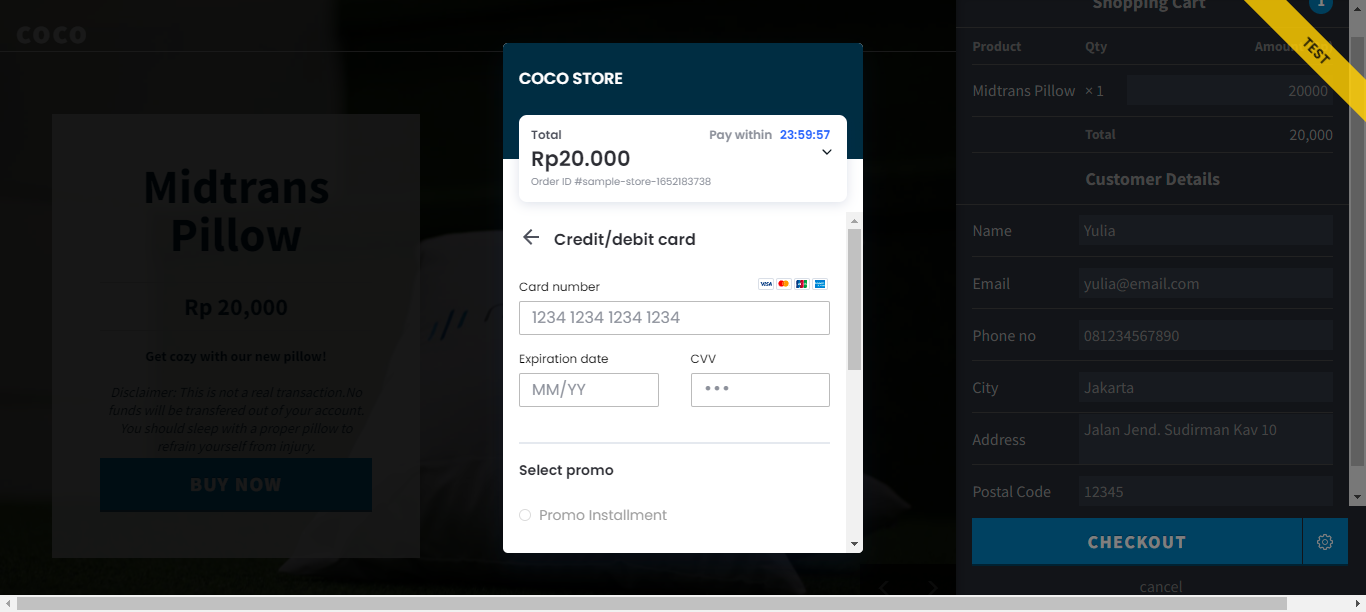 coco
Midtrans
Pillow
Rp 20,000
Get cozy with our new pillow!
Disclaimer: This is not a real transaction.No
funds will be transfered out of your account.
You should sleep with a proper pillow to
refrain yourself from injury.
BUY NOW
COCO STORE
Total
Pay within 23:59:57
Rp20.000
Order ID #sample-store-1652183738
Credit/debit card
Card number
VISA
1234 1234 1234 1234
Expiration date
CVV
MM/YY
•••
Select promo
Promo Installment
Shopping Cart
1
TEST
Product Qty
Midtrans Pillow × 1 20000
Total 20,000
Customer Details
Name Yulia
Email yulia@email.com
Phone no 081234567890
City Jakarta
Address Jalan Jend. Sudirman Kav 10
Postal Code 12345
CHECKOUT
cancel